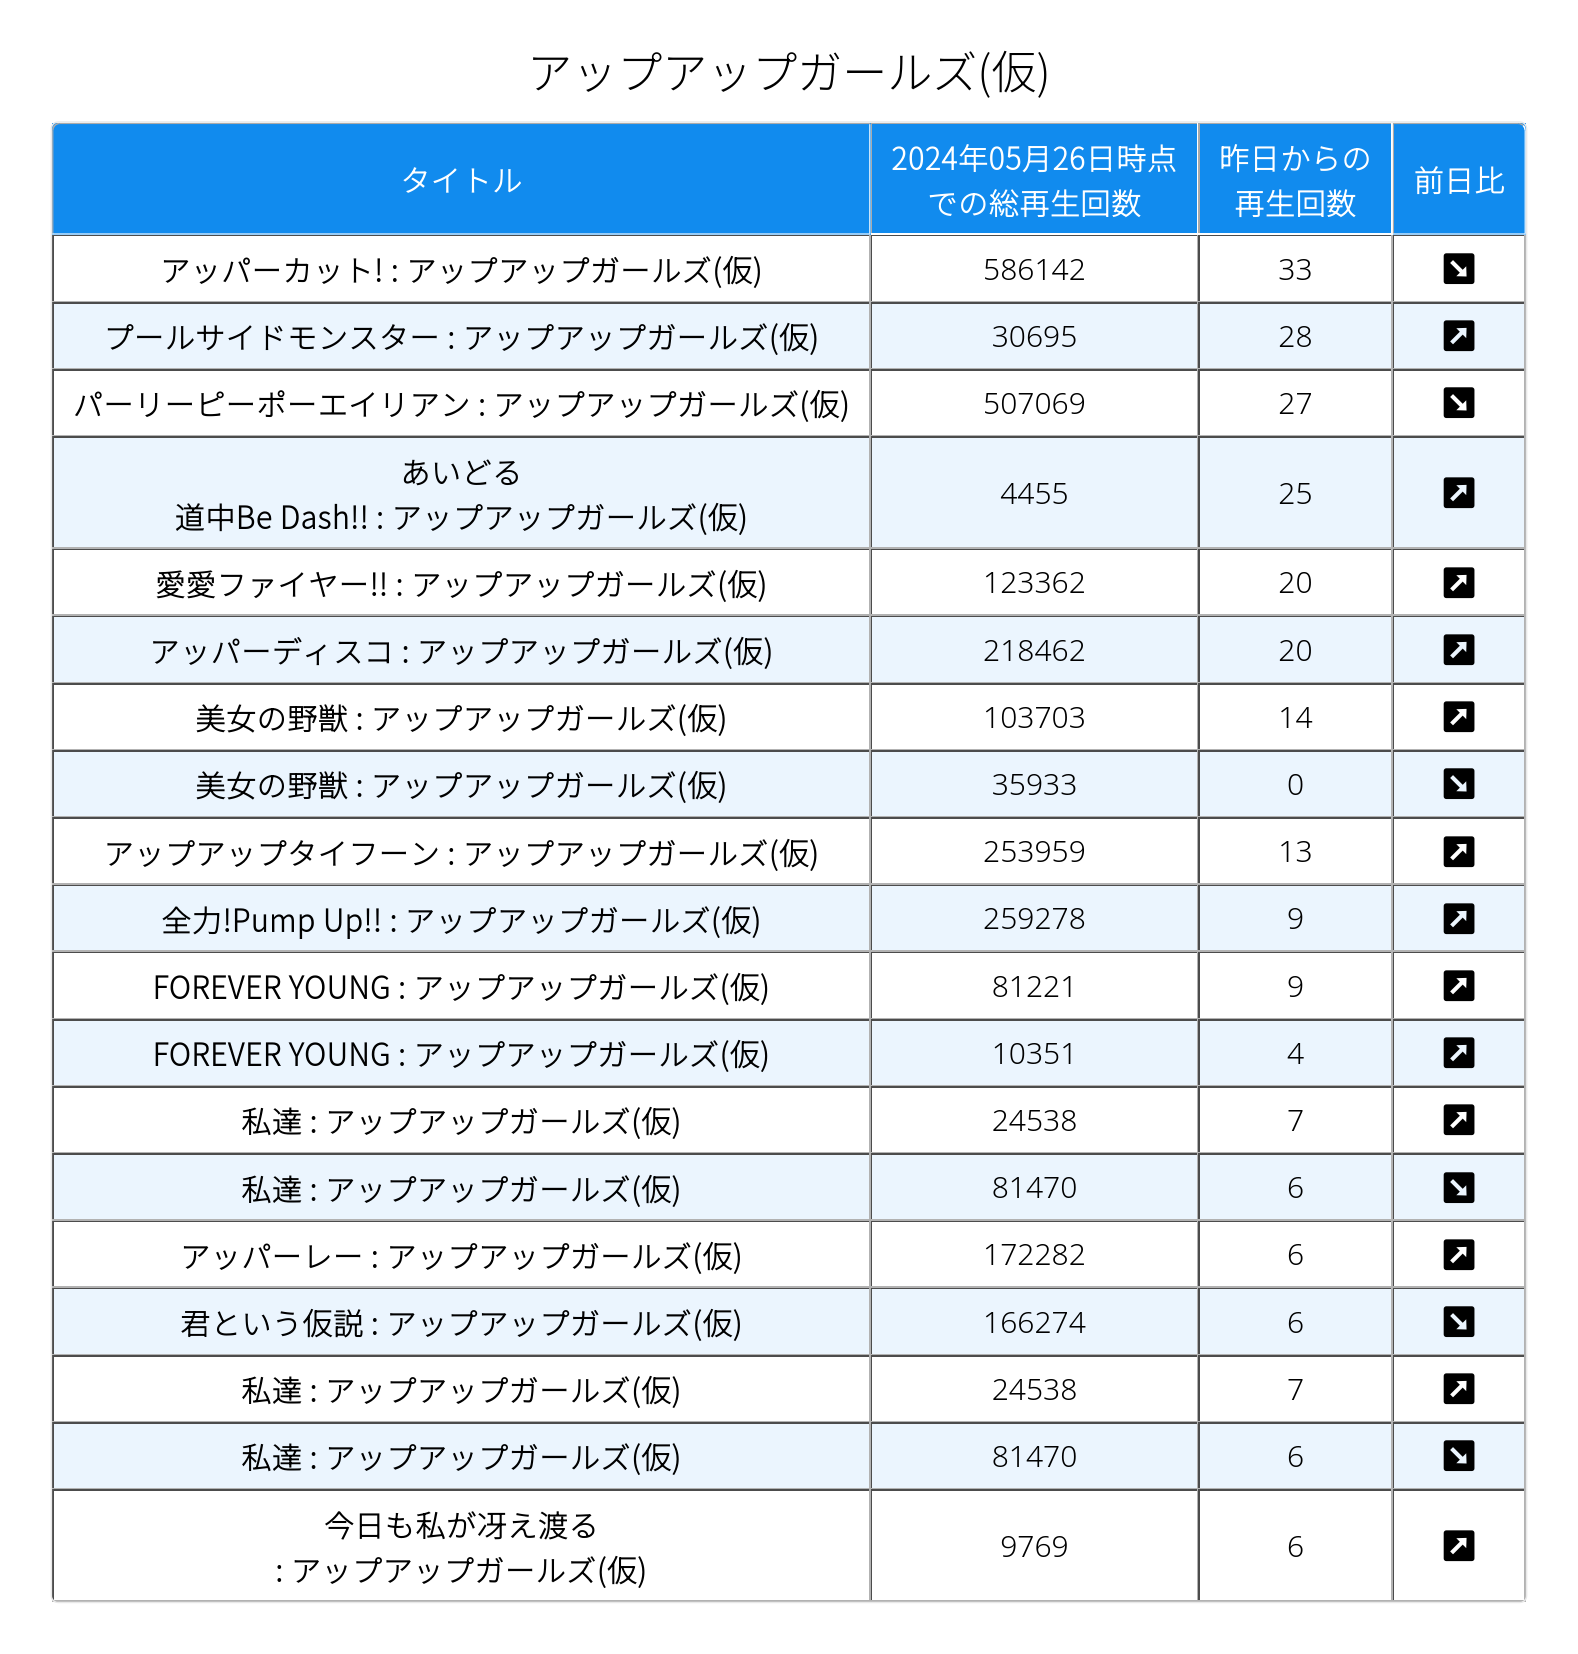 アップアップガールズ(仮)
タイトル
2024年05月26日時点
での総再生回数
昨日からの
再生回数
前日比
アッパーカット! : アップアップガールズ(仮) 586142 33
プールサイドモンスター : アップアップガールズ(仮) 30695 28
パーリーピーポーエイリアン : アップアップガールズ(仮) 507069 27
あいどる
道中Be Dash!! : アップアップガールズ(仮) 4455 25
愛愛ファイヤー!! : アップアップガールズ(仮) 123362 20
アッパーディスコ : アップアップガールズ(仮) 218462 20
美女の野獣 : アップアップガールズ(仮) 103703 14
美女の野獣 : アップアップガールズ(仮) 35933 0
アップアップタイフーン : アップアップガールズ(仮) 253959 13
全力!Pump Up!! : アップアップガールズ(仮) 259278 9
FOREVER YOUNG : アップアップガールズ(仮) 81221 9
FOREVER YOUNG : アップアップガールズ(仮) 10351 4
私達 : アップアップガールズ(仮) 24538 7
私達 : アップアップガールズ(仮) 81470 6
アッパーレー : アップアップガールズ(仮) 172282 6
君という仮説 : アップアップガールズ(仮) 166274 6
私達 : アップアップガールズ(仮) 24538 7
私達 : アップアップガールズ(仮) 81470 6
今日も私が冴え渡る
: アップアップガールズ(仮) 9769 6